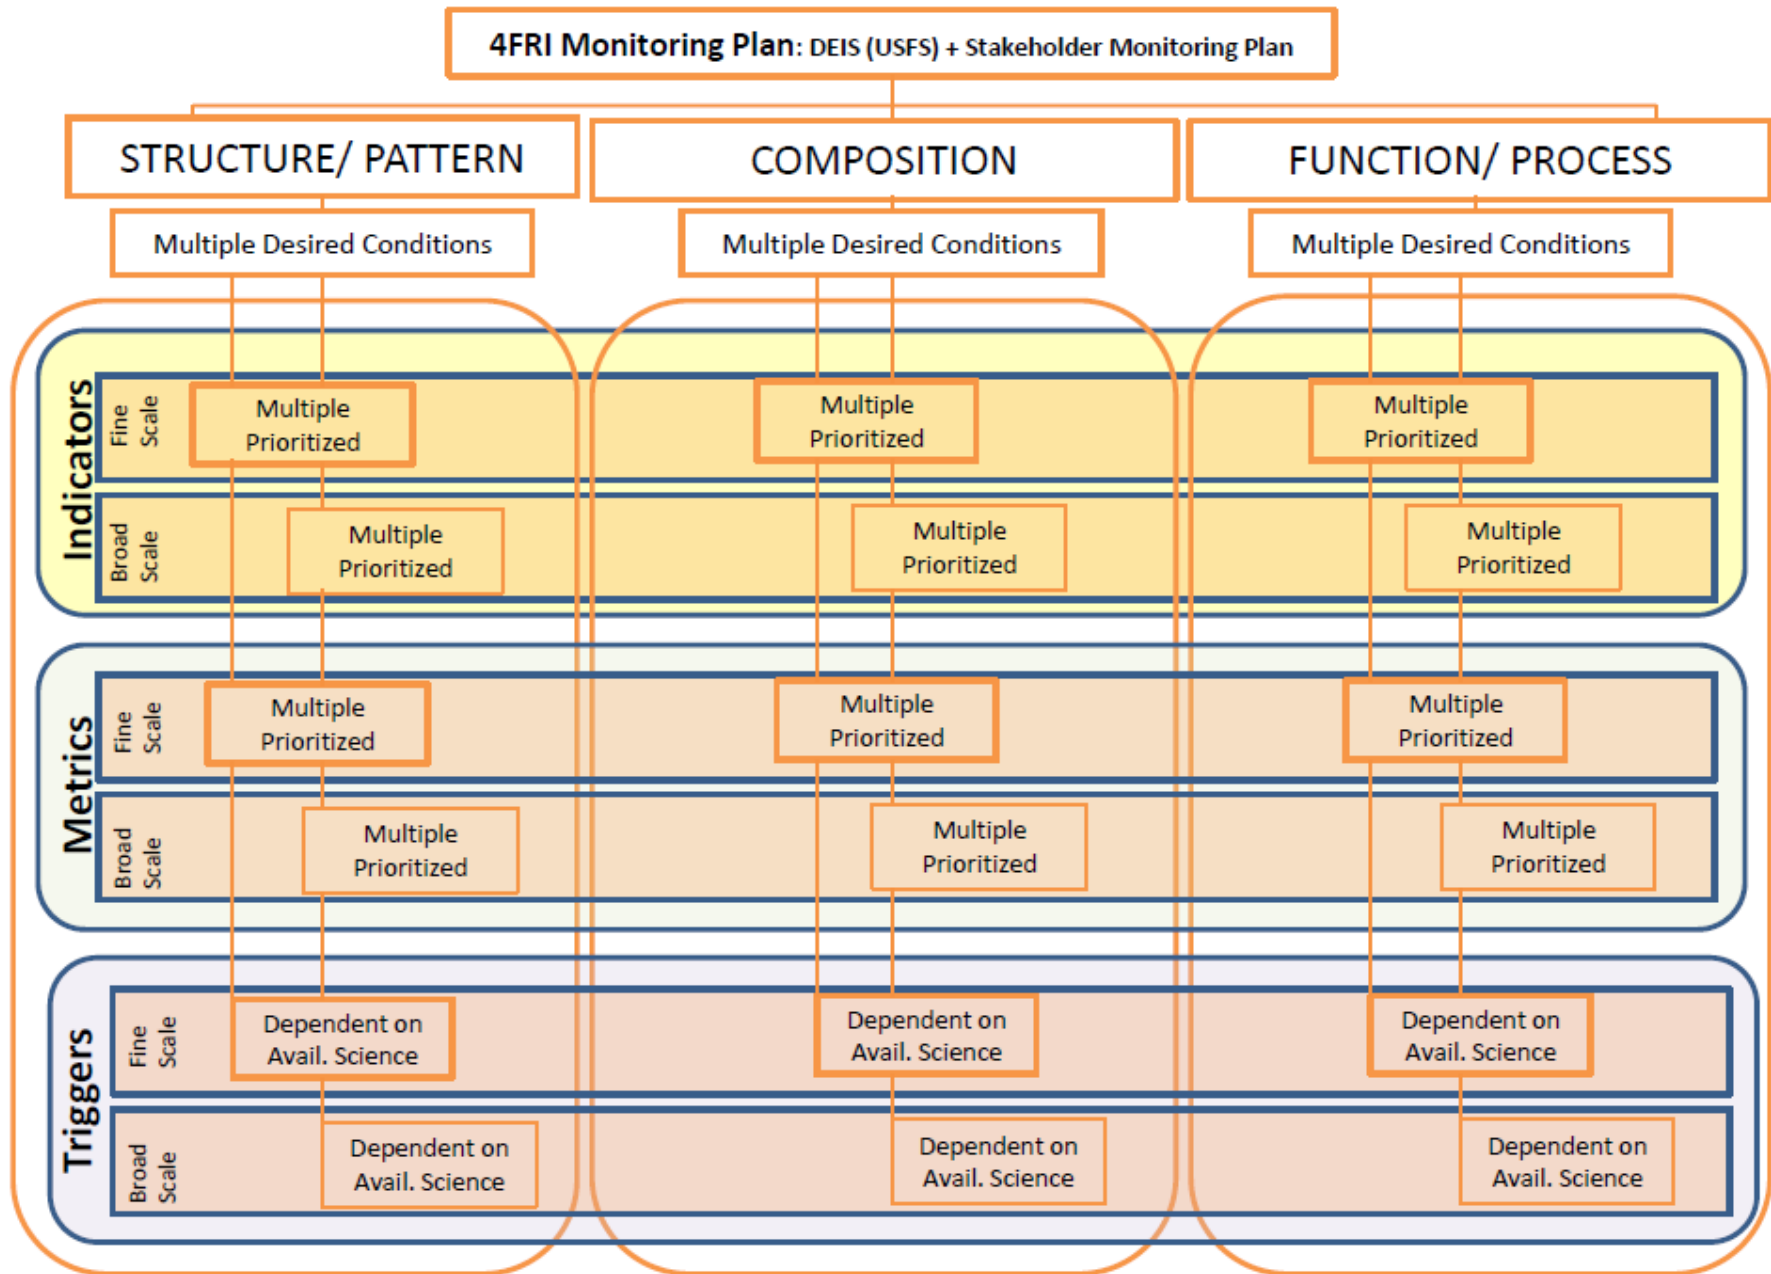 4FRI Monitoring Plan: DEIS (USFS) + Stakeholder Monitoring Plan
STRUCTURE/ PATTERN
COMPOSITION
FUNCTION/ PROCESS
Multiple Desired Conditions
Multiple Desired Conditions
Multiple Desired Conditions
Indicators
Fine
Scale
Multiple
Prioritized
Multiple
Prioritized
Multiple
Prioritized
Broad
Scale
Multiple
Prioritized
Multiple
Prioritized
Multiple
Prioritized
Metrics
Fine
Scale
Multiple
Prioritized
Multiple
Prioritized
Multiple
Prioritized
Broad
Scale
Multiple
Prioritized
Multiple
Prioritized
Multiple
Prioritized
Triggers
Fine
Scale
Dependent on
Avail. Science
Dependent on
Avail. Science
Dependent on
Avail. Science
Broad
Scale
Dependent on
Avail. Science
Dependent on
Avail. Science
Dependent on
Avail. Science